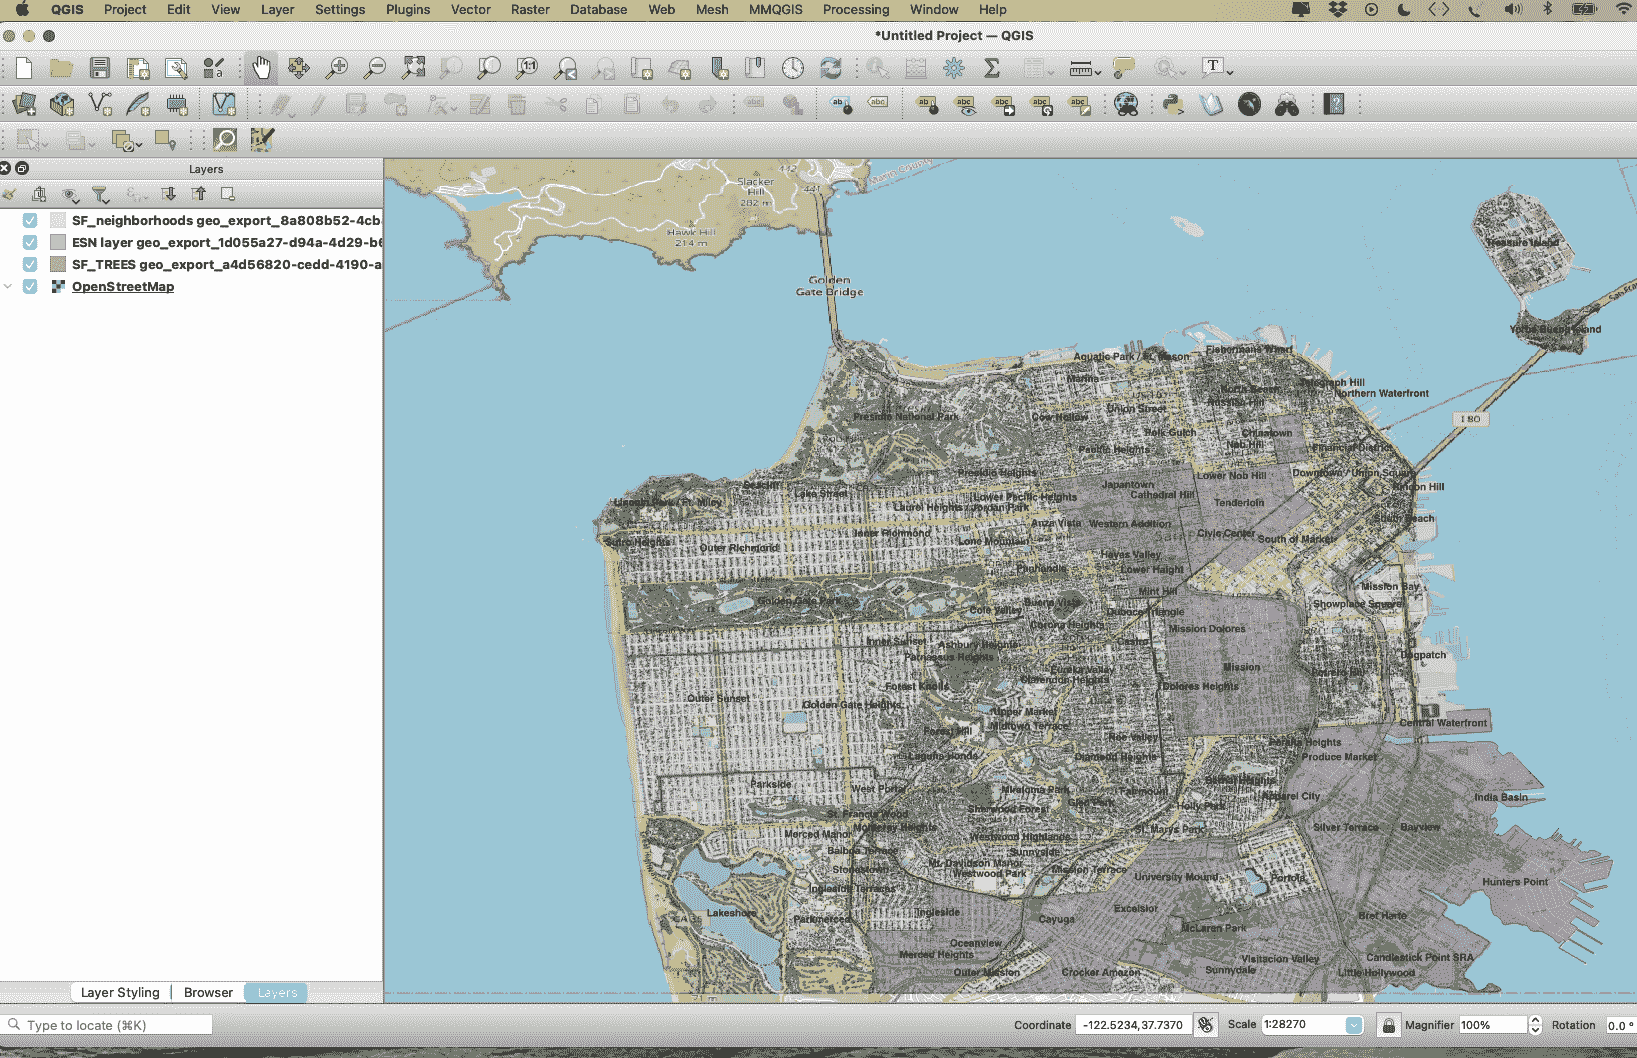 QGIS Project Edit View Layer Settings Plugins Vector Raster Database Web Mesh MMQGIS Processing Window Help
*Untitled Project — QGIS
Layers
SF_neighborhoods geo_export_8a808b52-4cb
ESN layer geo_export_1d055a27-d94a-4d29-b6
SF_TREES geo_export_a4d56820-cedd-4190-a
OpenStreetMap
Marin County
Slacker
Hill
282 m
442
441
Hawk Hill
214 m
Golden
Gate Bridge
Treasure Island
Yerba Buena Island
I 80
Aquatic Park / Ft. Mason
Fishermans Wharf
Marina
North Beach
Telegraph Hill
Northern Waterfront
Russian Hill
Union Street
Cow Hollow
Presidio National Park
Polk Gulch
Chinatown
Nob Hill
Financial District
Pacific Heights
Presidio Heights
Lower Nob Hill
Downtown / Union Square
Rincon Hill
Seacliff
Lake Street
Japantown
Cathedral Hill
Lower Pacific Heights
Laurel Heights / Jordan Park
Tenderloin
Lincoln Park / Ft. Miley
South Beach
Anza Vista
Western Addition
Inner Richmond
Civic Center
South of Market
Sutro Heights
Outer Richmond
Lone Mountain
Hayes Valley
Panhandle
Lower Haight
Mission Bay
Mint Hill
Golden Gate Park
Buena Vista
Showplace Square
Cole Valley
Duboce Triangle
Corona Heights
Mission Dolores
Inner Sunset
Ashbury Heights
Castro
Parnassus Heights
Dogpatch
Eureka Valley
Mission
Potrero Hill
Clarendon Heights
Forest Knolls
Dolores Heights
Outer Sunset
Golden Gate Heights
Upper Market
Midtown Terrace
Central Waterfront
Forest Hill
Noe Valley
Peralta Heights
Laguna Honda
Diamond Heights
Produce Market
Bernal Heights
Parkside
West Portal
Miraloma Park
Fairmount
Apparel City
India Basin
Glen Park
Sherwood Forest
Holly Park
St. Francis Wood
Monterey Heights
St. Marys Park
Silver Terrace
Bayview
Merced Manor
Westwood Highlands
Balboa Terrace
Sunnyside
Mt. Davidson Manor
Stonestown
Westwood Park
Mission Terrace
University Mound
Portola
Hunters Point
Ingleside Terraces
Lakeshore
CA 35
Parkmerced
Ingleside
Cayuga
Excelsior
Bret Harte
McLaren Park
Oceanview
Merced Heights
Visitacion Valley
Candlestick Point SRA
Outer Mission
Crocker Amazon
Sunnydale
Little Hollywood
Layer Styling Browser Layers
Type to locate (⌘K)
Coordinate -122.5234,37.7370 Scale 1:28270 Magnifier 100% Rotation 0.0 °